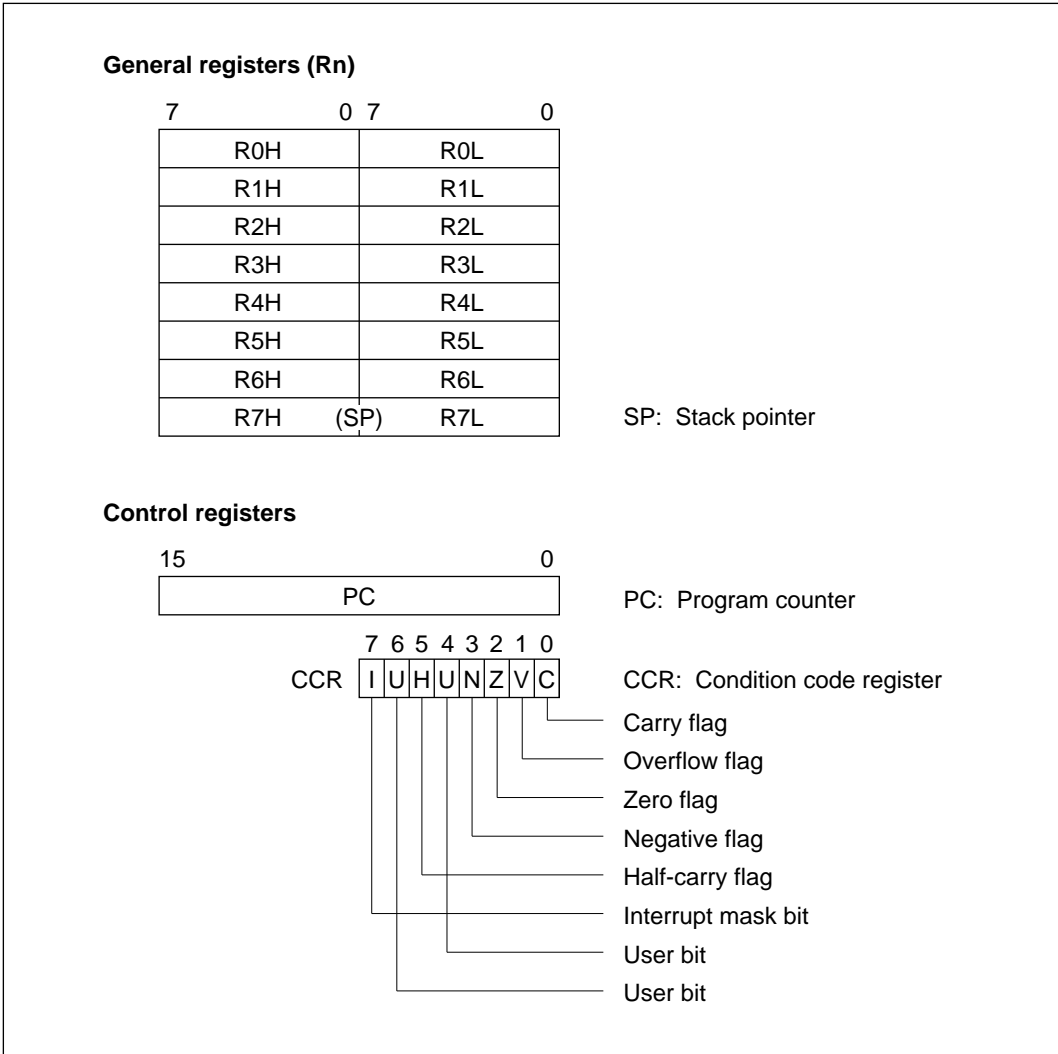 General registers (Rn)
7 0 7 0
R0H R0L
R1H R1L
R2H R2L
R3H R3L
R4H R4L
R5H R5L
R6H R6L
R7H (SP) R7L SP: Stack pointer
Control registers
15 0
PC PC: Program counter
7 6 5 4 3 2 1 0
CCR I U H U N Z V C CCR: Condition code register
Carry flag
Overflow flag
Zero flag
Negative flag
Half-carry flag
Interrupt mask bit
User bit
User bit